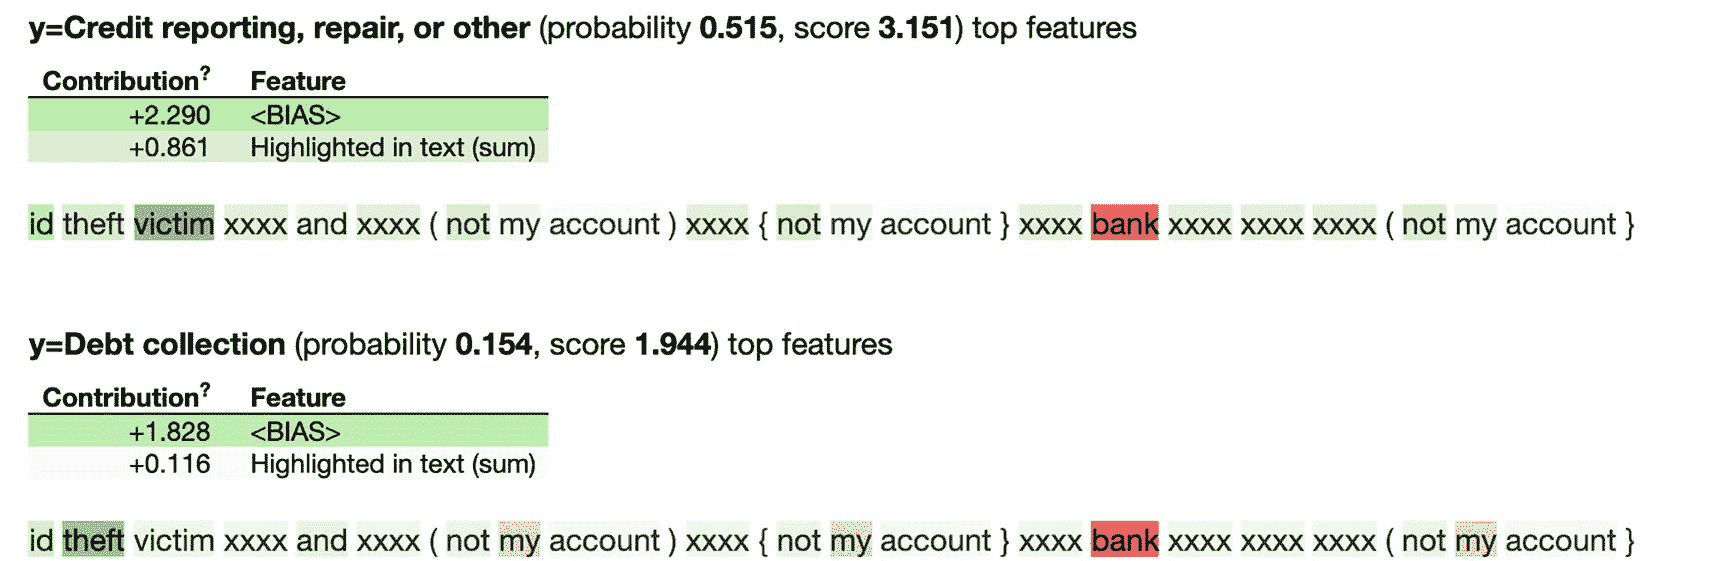 y=Credit reporting, repair, or other (probability 0.515, score 3.151) top features
Contribution? Feature
+2.290 <BIAS>
+0.861 Highlighted in text (sum)
id theft victim xxxx and xxxx ( not my account ) xxxx { not my account } xxxx bank xxxx xxxx xxxx ( not my account }
y=Debt collection (probability 0.154, score 1.944) top features
Contribution? Feature
+1.828 <BIAS>
+0.116 Highlighted in text (sum)
id theft victim xxxx and xxxx ( not my account ) xxxx { not my account } xxxx bank xxxx xxxx xxxx ( not my account }